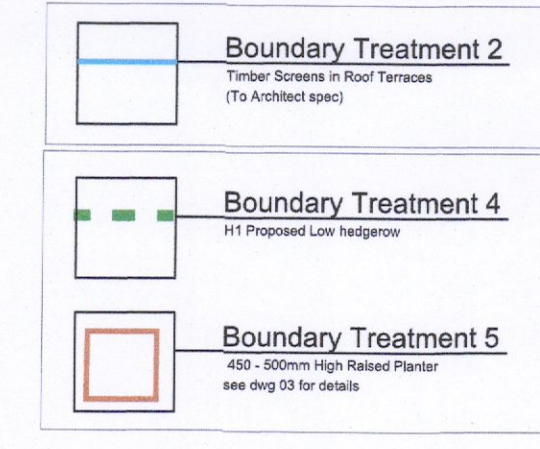 Boundary Treatment 2
Timber Screens in Roof Terraces
(To Architect spec)
Boundary Treatment 4
H1 Proposed Low hedgerow
Boundary Treatment 5
450 - 500mm High Raised Planter
see dwg 03 for details